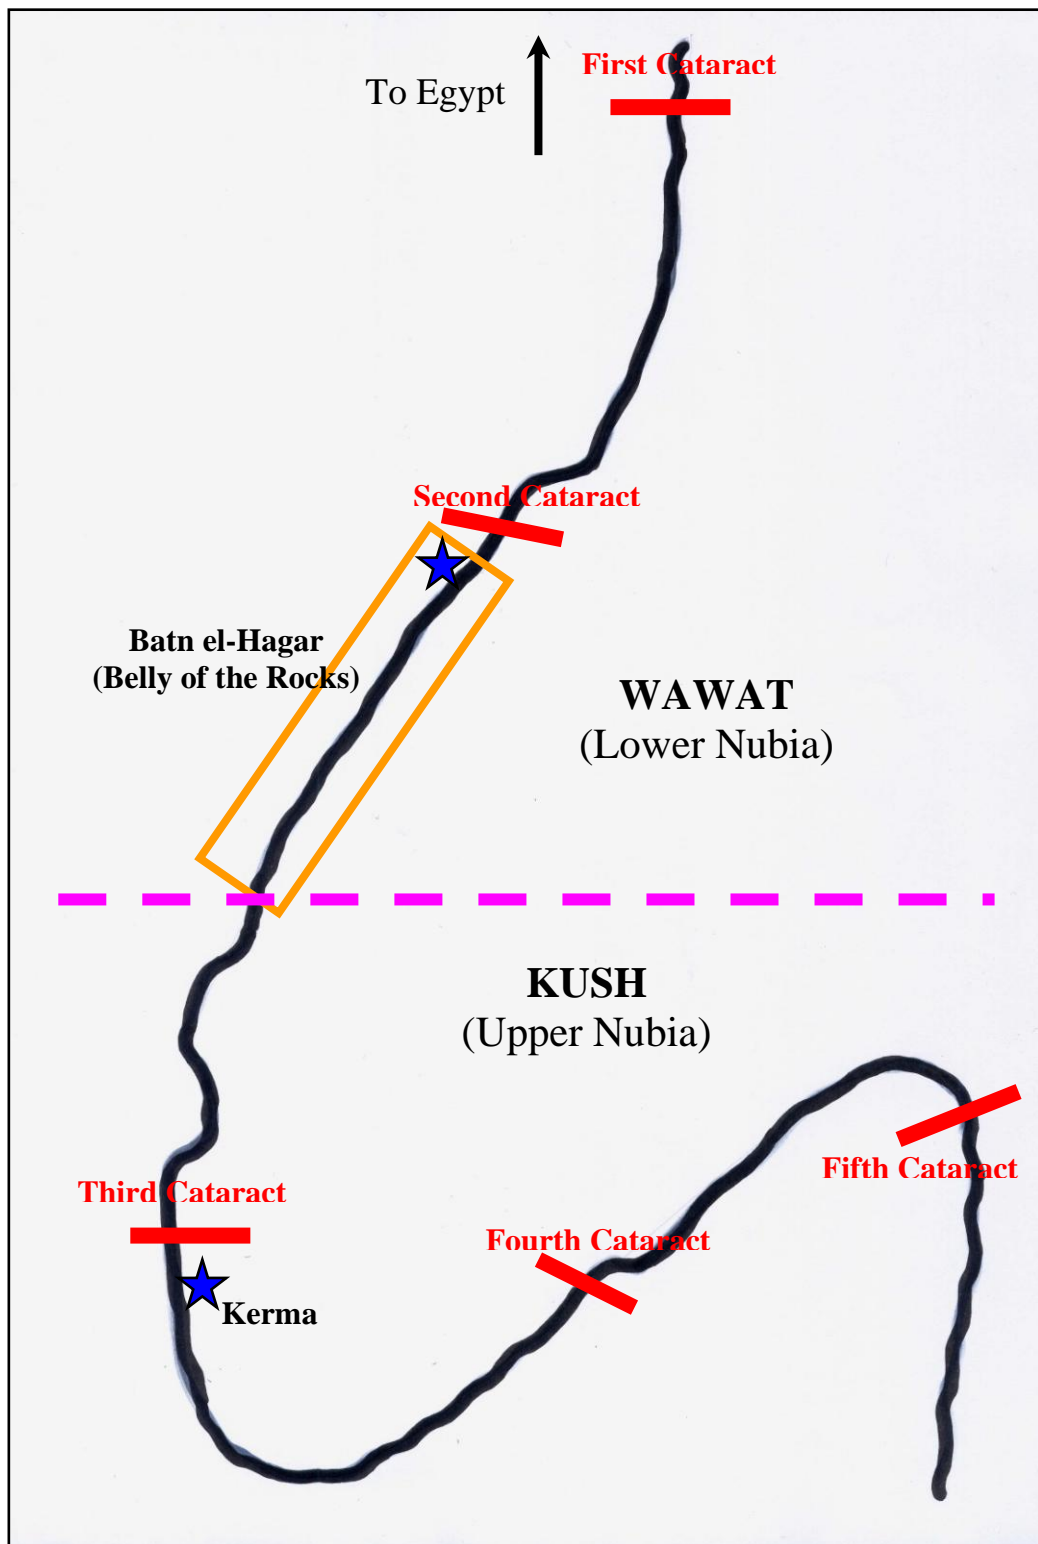 First Cataract
To Egypt
Second Cataract
Batn el-Hagar
(Belly of the Rocks)
WAWAT
(Lower Nubia)
KUSH
(Upper Nubia)
Fifth Cataract
Third Cataract
Fourth Cataract
Kerma